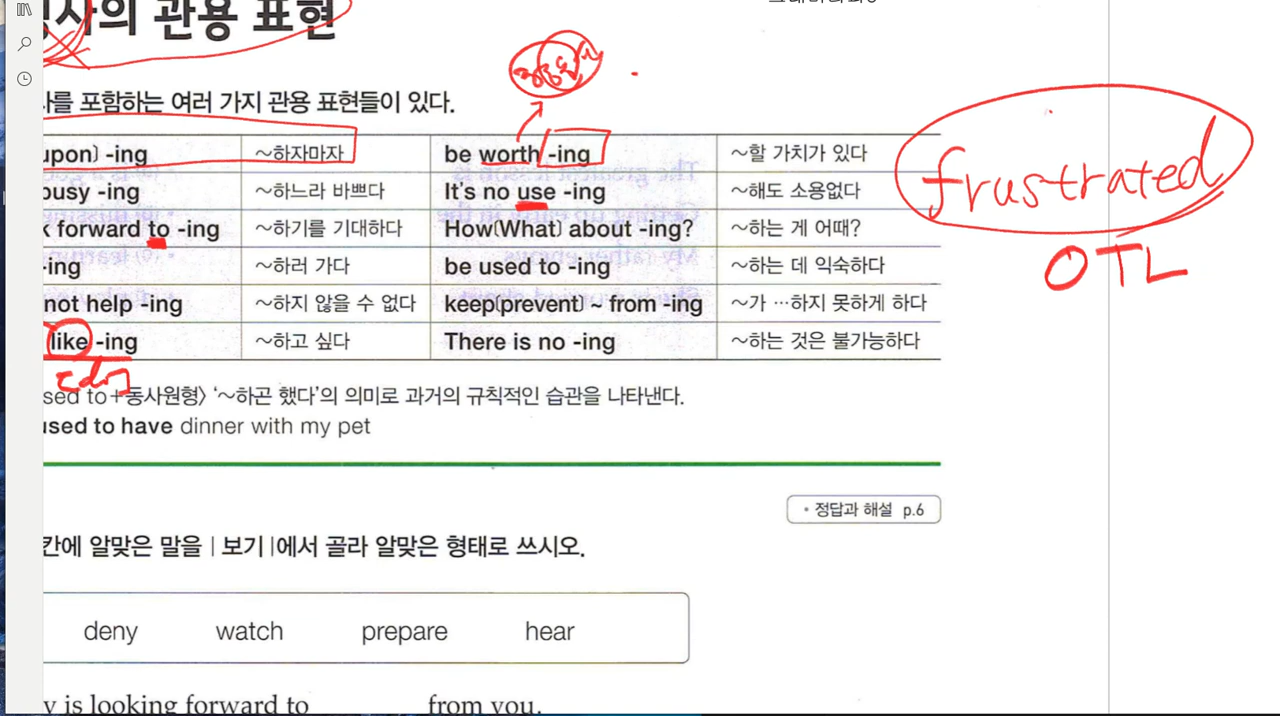 사의 관용 표현
형용사
를 포함하는 여러 가지 관용 표현들이 있다.
upon) -ing ~하자마자 be worth -ing ~할 가치가 있다
frustrated
busy -ing ~하느라 바쁘다 It's no use -ing ~해도 소용없다
forward to -ing ~하기를 기대하다 How(What) about -ing? ~하는 게 어때?
-ing ~하러 가다 be used to -ing ~하는 데 익숙하다
OTL
not help -ing ~하지 않을 수 없다 keep(prevent) ~ from -ing ~가 …하지 못하게 하다
like -ing ~하고 싶다 There is no -ing ~하는 것은 불가능하다
sed to+동사원형> '~하곤 했다'의 의미로 과거의 규칙적인 습관을 나타낸다.
used to have dinner with my pet
• 정답과 해설 p.6
칸에 알맞은 말을 | 보기 |에서 골라 알맞은 형태로 쓰시오.
deny watch prepare hear
y is looking forward to from you.